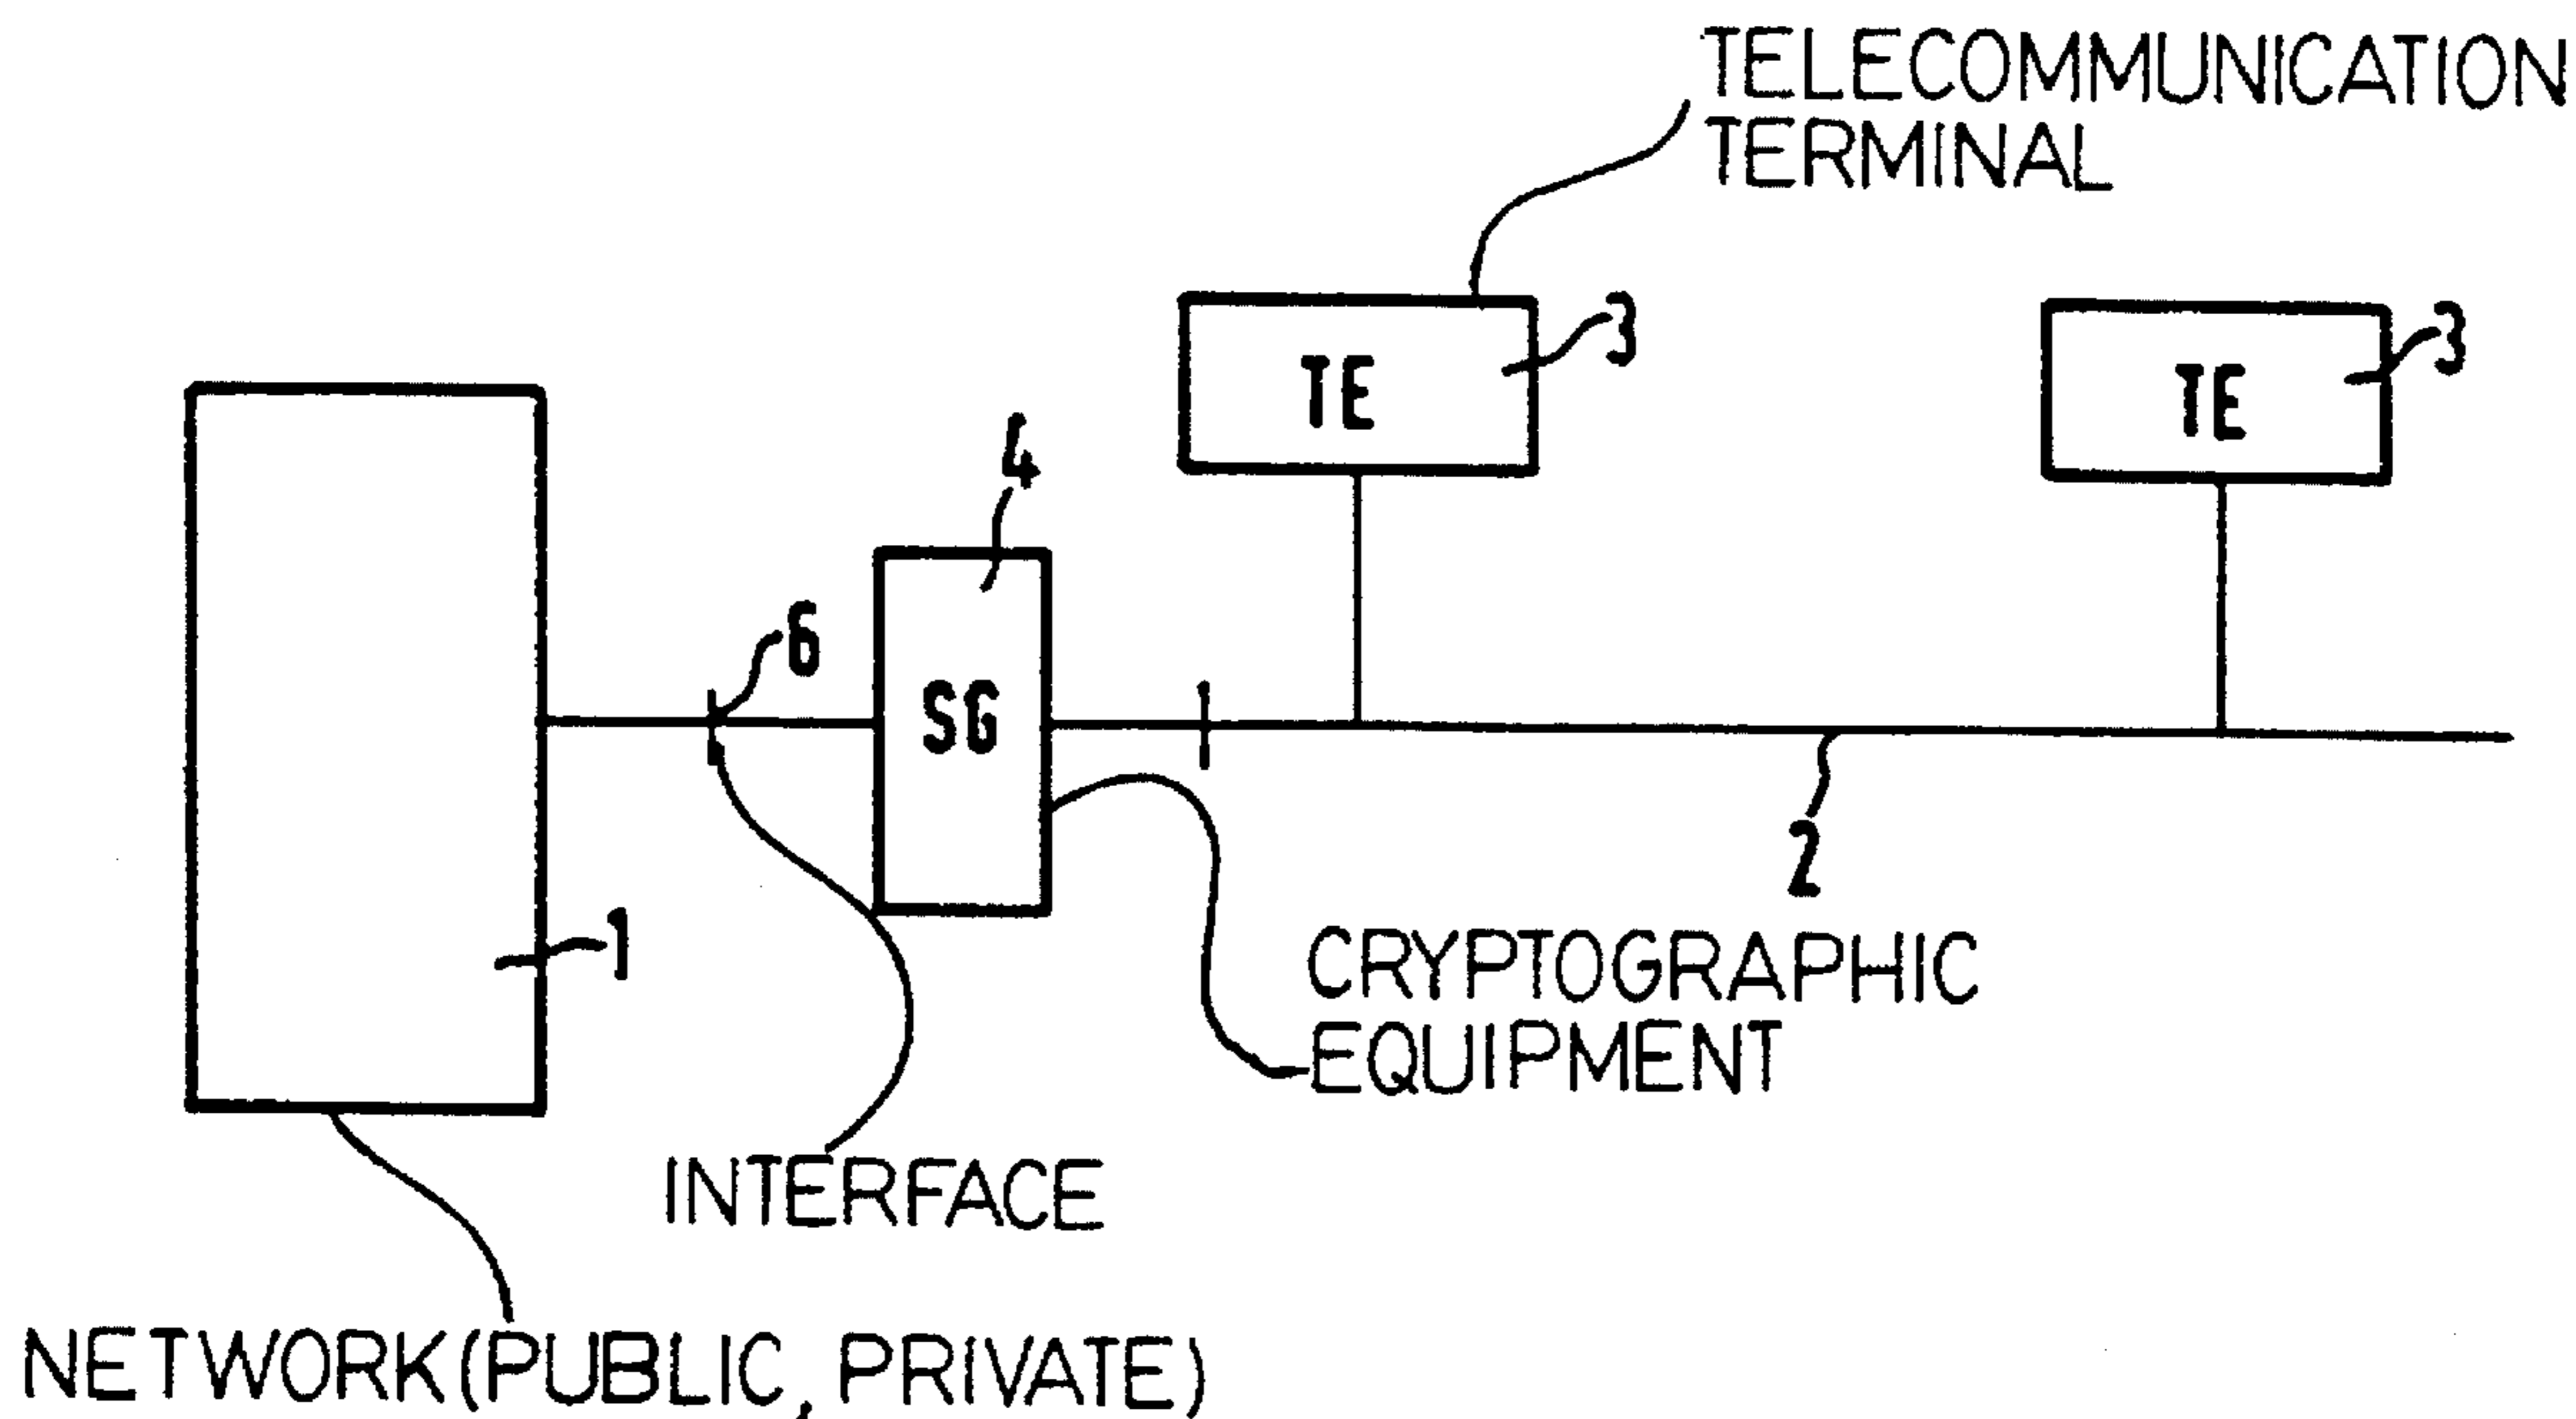 TELECOMMUNICATION
TERMINAL
TE
3
TE
3
4
6
SG
2
1
CRYPTOGRAPHIC
EQUIPMENT
INTERFACE
NETWORK (PUBLIC, PRIVATE)